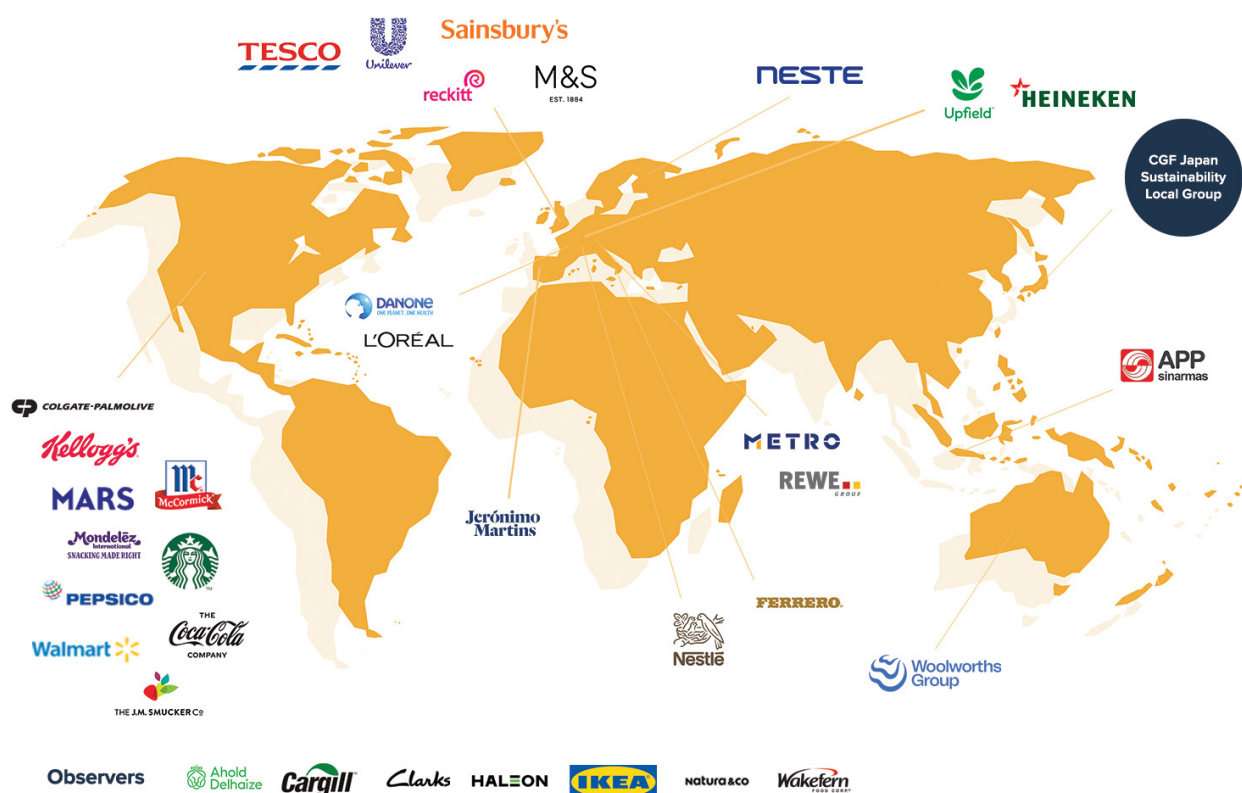 TESCO
Unilever
Sainsbury's
reckitt
M&S
EST. 1884
NESTE
Upfield
HEINEKEN
CGF Japan
Sustainability
Local Group
DANONE
ONE PLANET. ONE HEALTH
L'ORÉAL
APP
sinarmas
CP COLGATE-PALMOLIVE
Kellogg's
MARS
Mc
McCormick
Mondelēz
International
SNACKING MADE RIGHT
TM
PEPSICO
THE
Coca-Cola
COMPANY
Walmart
THE J.M. SMUCKER Co
Jerónimo
Martins
METRO
REWE
GROUP
FERRERO
Nestlé
Woolworths
Group
Observers
Ahold
Delhaize
Cargill
Clarks
HALEON
IKEA
natura&co
Wakefern
FOOD CORP.